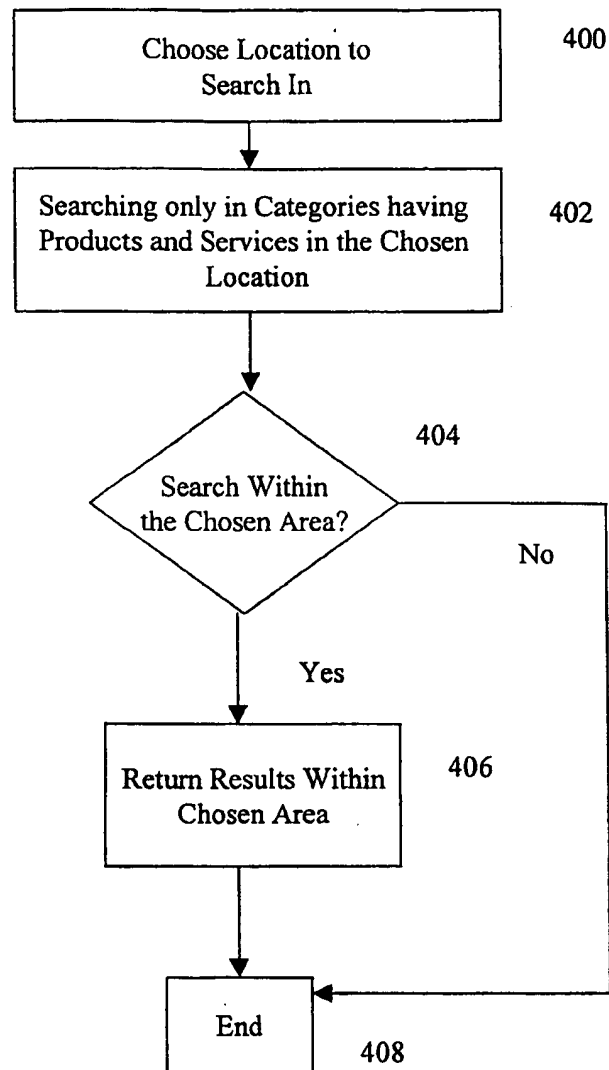 Choose Location to
Search In
400
Searching only in Categories having
Products and Services in the Chosen
Location
402
404
Search Within
the Chosen Area?
No
Yes
Return Results Within
Chosen Area
406
End
408